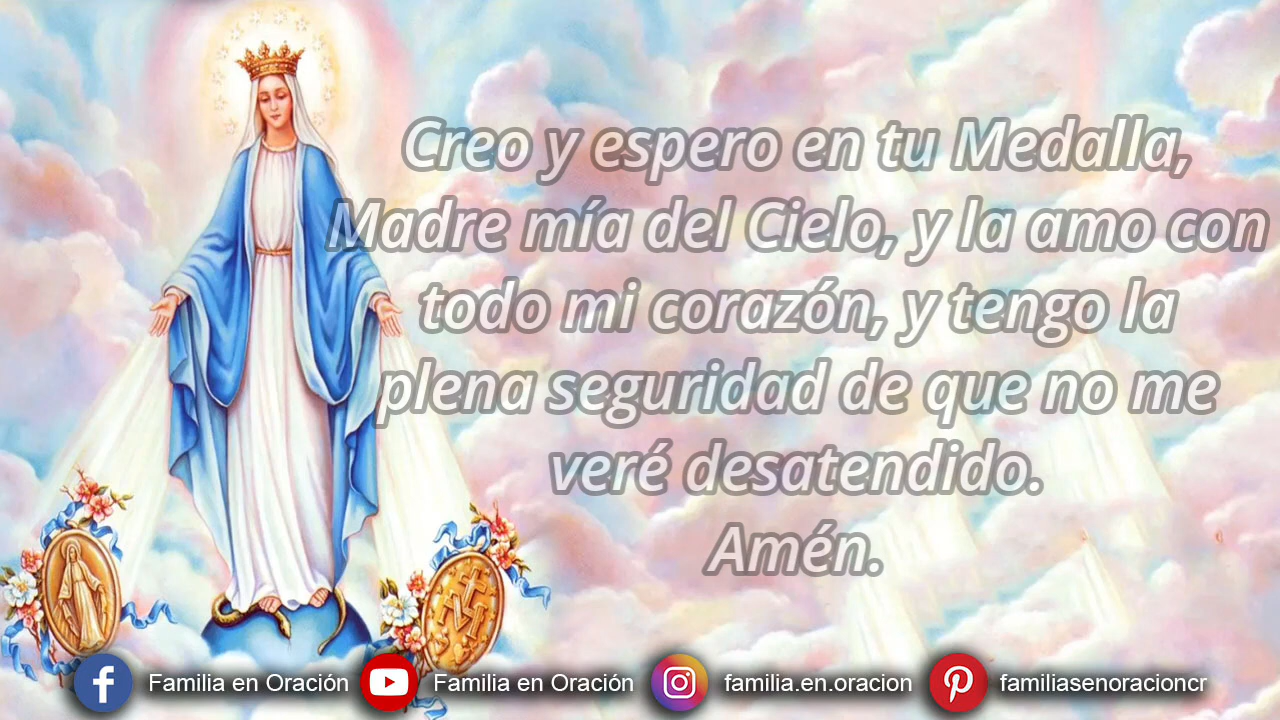 Creo y espero en tu Medalla,
Madre mía del Cielo, y la amo con
todo mi corazón, y tengo la
plena seguridad de que no me
veré desatendido.
Amén.
Familia en Oración Familia en Oración familia.en.oracion familiasenoracioncr